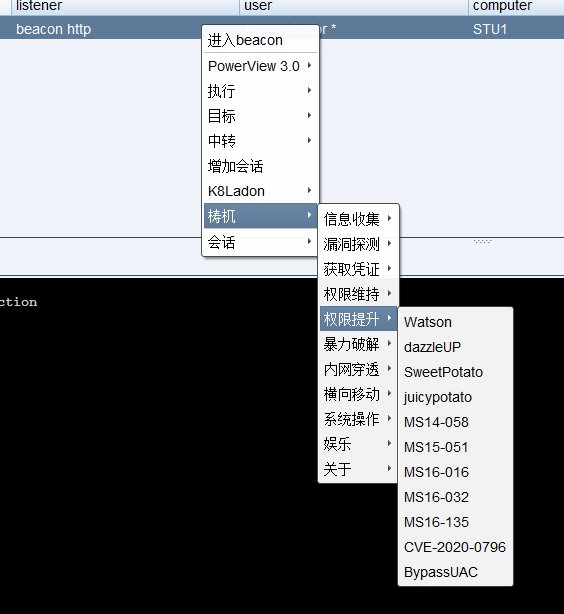 listener user computer
beacon http *
STU1
进入beacon
PowerView 3.0
执行
目标
中转
增加会话
K8Ladon
梼杌
会话
信息收集
漏洞探测
获取凭证
权限维持
权限提升
暴力破解
内网穿透
横向移动
系统操作
娱乐
关于
Watson
dazzleUP
SweetPotato
juicypotato
MS14-058
MS15-051
MS16-016
MS16-032
MS16-135
CVE-2020-0796
BypassUAC
ction